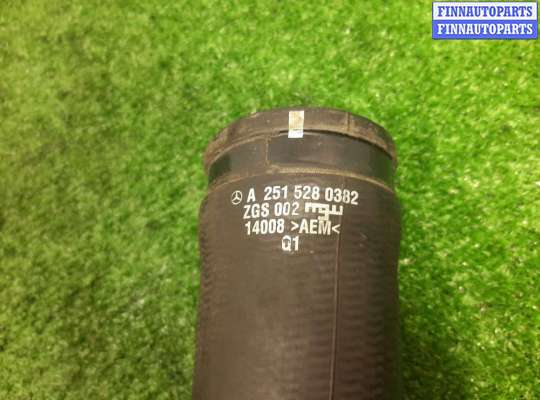 FINNAUTOPARTS
FINNAUTOPARTS
A 251 528 0382
ZGS 002
14008 >AEM<
Q1